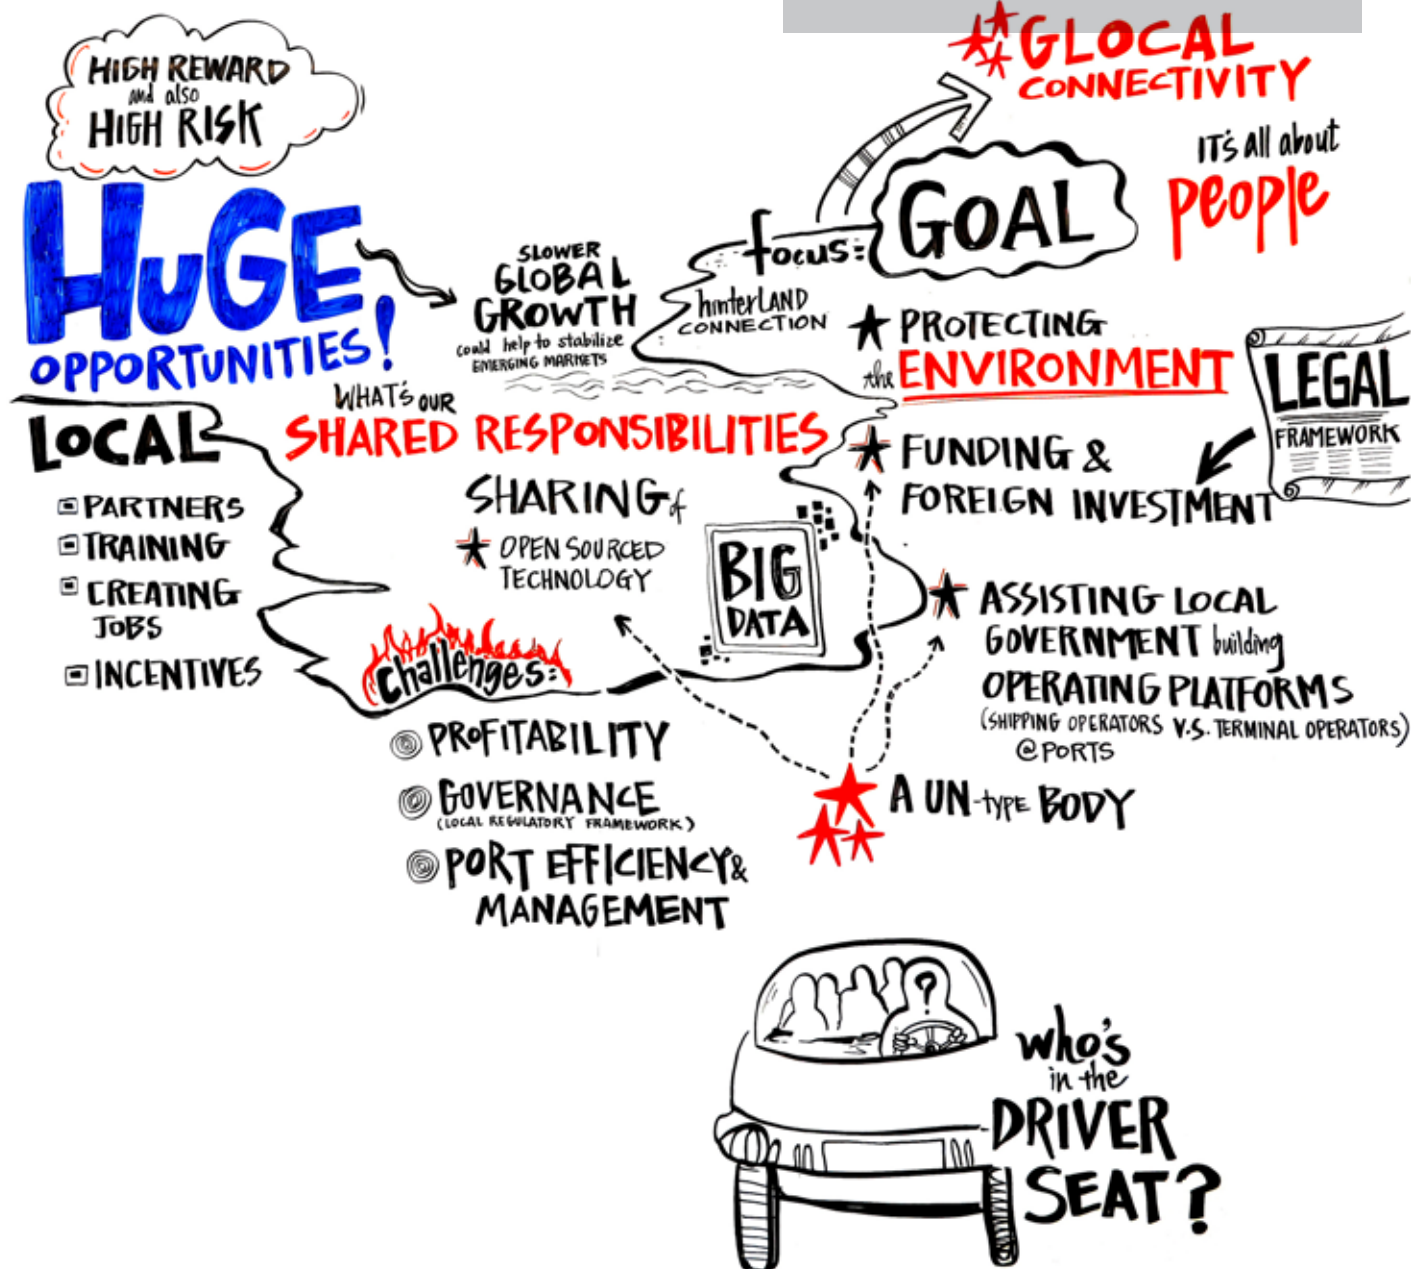 HIGH REWARD
and also
HIGH RISK
HUGE
OPPORTUNITIES!
SLOWER
GLOBAL
GROWTH
could help to stabilize
EMERGING MARKETS
GLOCAL
CONNECTIVITY
IT'S all about
people
focus:
GOAL
hinterLAND
CONNECTION
PROTECTING
the ENVIRONMENT
LEGAL
FRAMEWORK
FUNDING &
FOREIGN INVESTMENT
ASSISTING LOCAL
GOVERNMENT building
OPERATING PLATFORMS
(SHIPPING OPERATORS V.S. TERMINAL OPERATORS)
@PORTS
LOCAL
PARTNERS
TRAINING
CREATING
JOBS
INCENTIVES
WHAT'S OUR
SHARED RESPONSIBILITIES
SHARING of
OPEN SOURCED
TECHNOLOGY
BIG
DATA
challenges:
PROFITABILITY
GOVERNANCE
(LOCAL REGULATORY FRAMEWORK)
PORT EFFICIENCY &
MANAGEMENT
A UN-type BODY
?
who's
in the
DRIVER
SEAT?